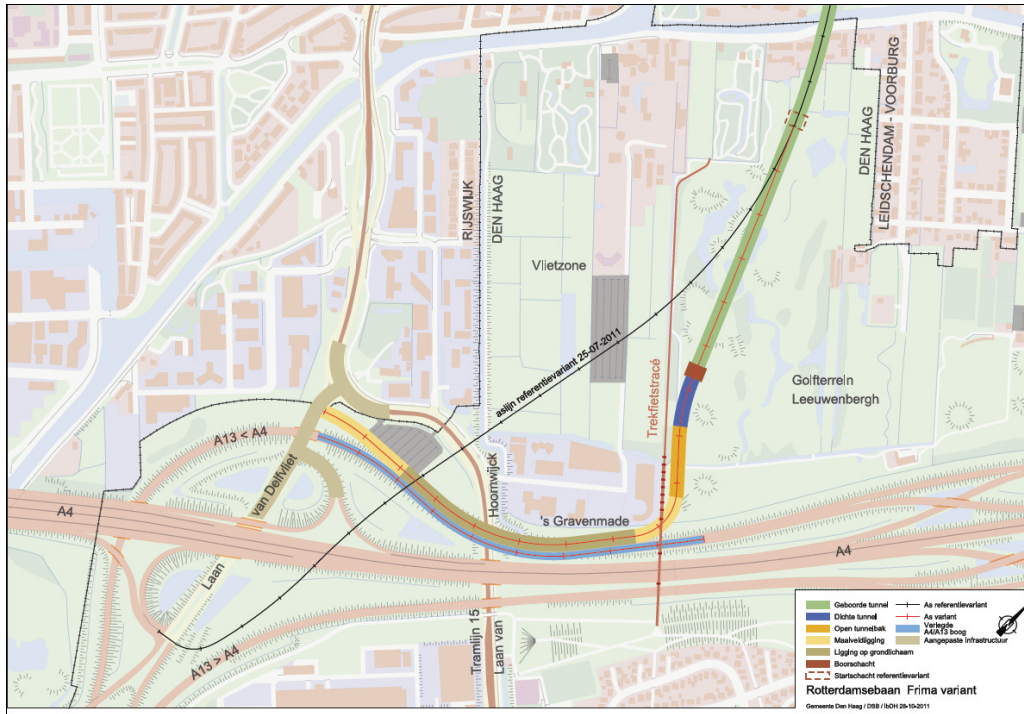 RIJSWIJK
DEN HAAG
DEN HAAG
LEIDSCHENDAM - VOORBURG
Vlietzone
aslijn referentievariant 25-07-2011
Trekfietstracé
Golfterrein
Leeuwenbergh
A13 < A4
van Delfvliet
Laan
Hoornwijck
's Gravenmade
A4
A4
A13 > A4
Tramlijn 15
Laan van
Geboorde tunnel
Dichte tunnel
Open tunnelbak
Maaiveldligging
Ligging op grondlichaam
Boorschacht
Startschacht referentievariant
As referentievariant
As variant
Verlegde
A4/A13 boog
Aangepaste infrastructuur
Rotterdamsebaan Frima variant
Gemeente Den Haag / DSB / IbDH 28-10-2011